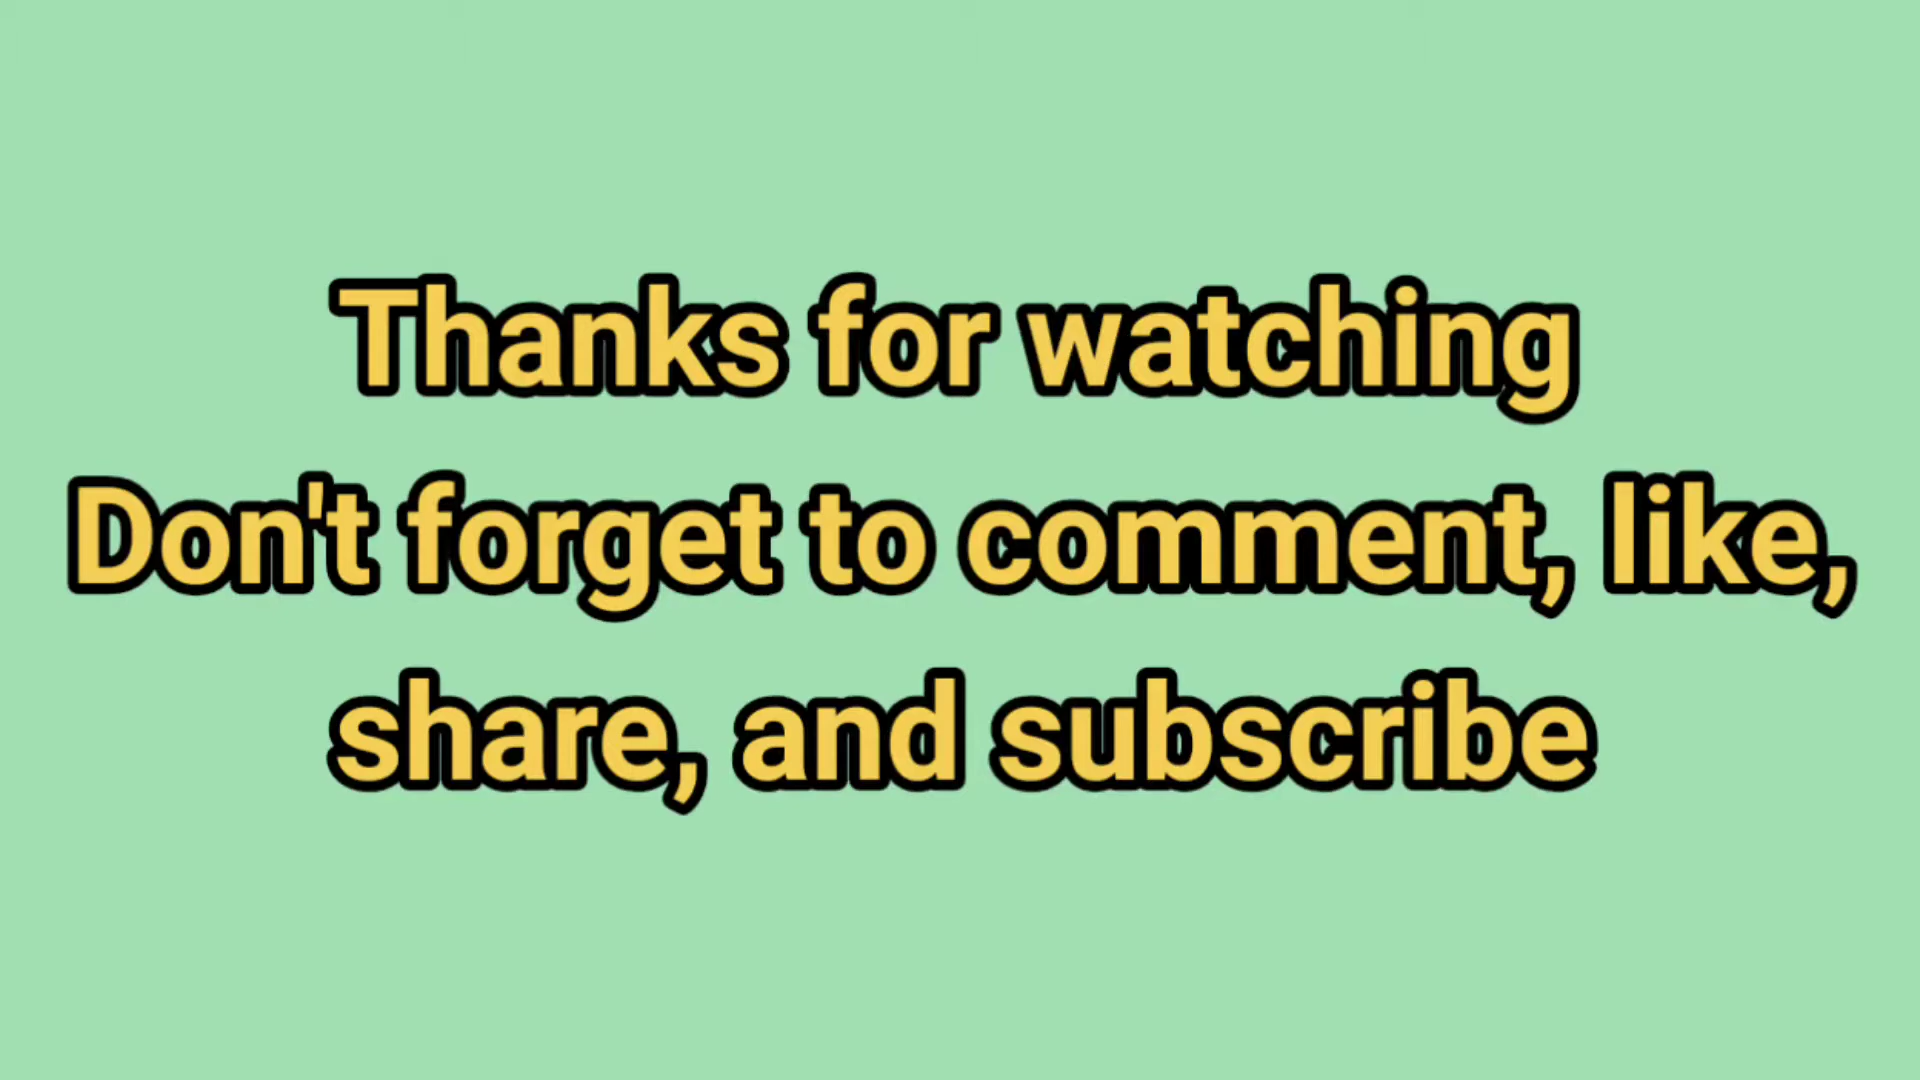 Thanks for watching
Don't forget to comment, like,
share, and subscribe